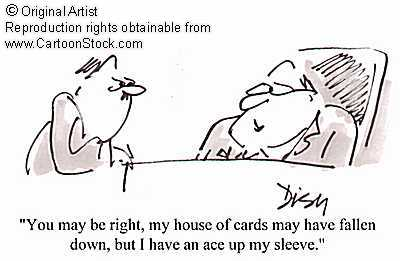 © Original Artist
Reproduction rights obtainable from
www.CartoonStock.com
"You may be right, my house of cards may have fallen
down, but I have an ace up my sleeve."